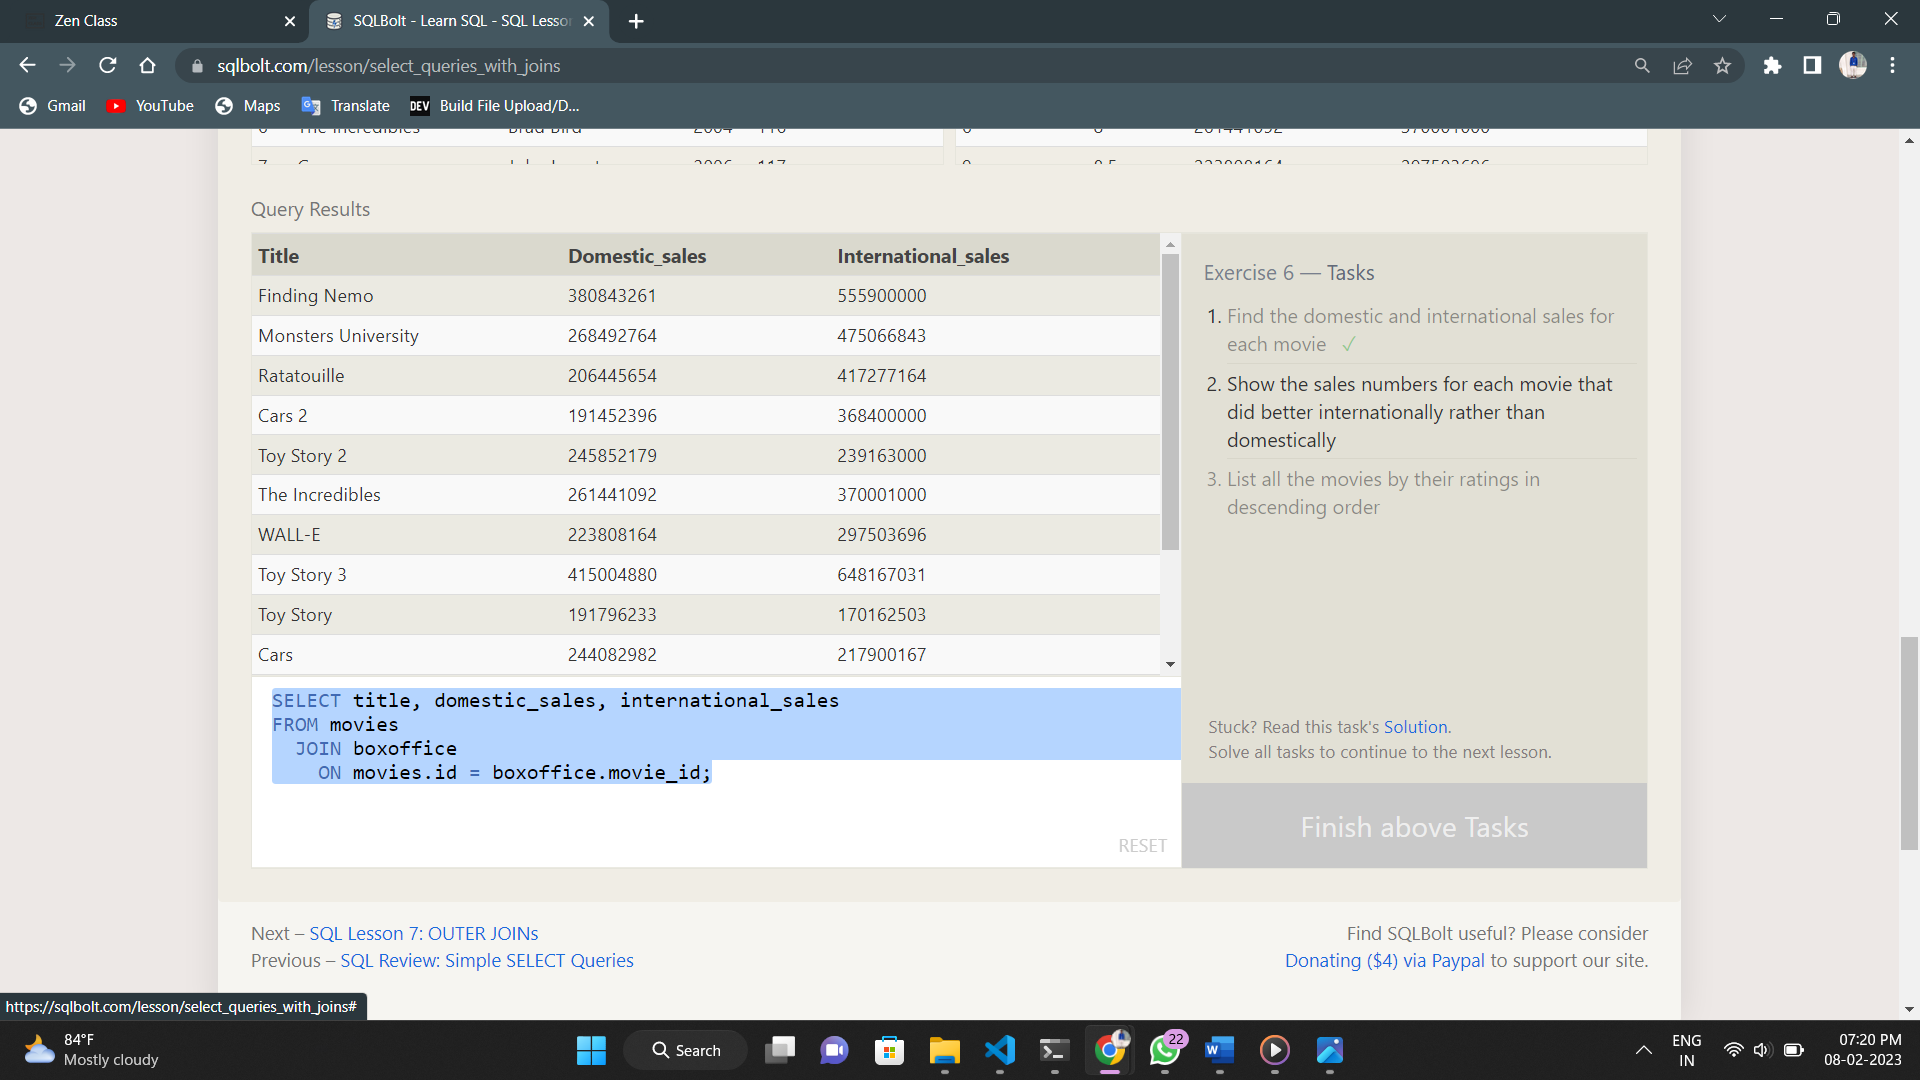 Zen Class
SQLBolt - Learn SQL - SQL Lesson
sqlbolt.com/lesson/select_queries_with_joins
Gmail YouTube Maps Translate DEV Build File Upload/D...
Query Results
Title Domestic_sales International_sales
Finding Nemo 380843261 555900000
Monsters University 268492764 475066843
Ratatouille 206445654 417277164
Cars 2 191452396 368400000
Toy Story 2 245852179 239163000
The Incredibles 261441092 370001000
WALL-E 223808164 297503696
Toy Story 3 415004880 648167031
Toy Story 191796233 170162503
Cars 244082982 217900167
SELECT title, domestic_sales, international_sales
FROM movies
JOIN boxoffice
ON movies.id = boxoffice.movie_id;
RESET
Exercise 6 — Tasks
1. Find the domestic and international sales for
each movie ✓
2. Show the sales numbers for each movie that
did better internationally rather than
domestically
3. List all the movies by their ratings in
descending order
Stuck? Read this task's Solution.
Solve all tasks to continue to the next lesson.
Finish above Tasks
Next – SQL Lesson 7: OUTER JOINs
Previous – SQL Review: Simple SELECT Queries
Find SQLBolt useful? Please consider
Donating ($4) via Paypal to support our site.
https://sqlbolt.com/lesson/select_queries_with_joins#
84°F
Mostly cloudy
Search
22
ENG
IN
07:20 PM
08-02-2023